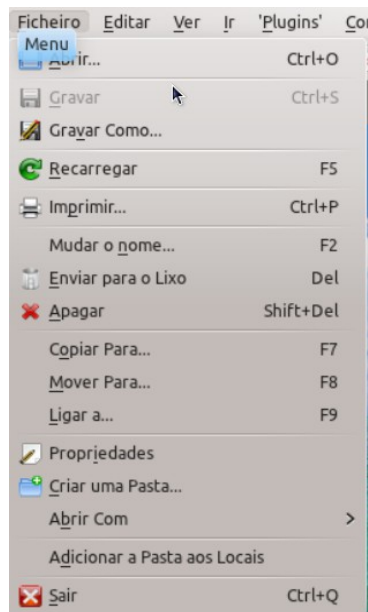 Ficheiro Editar Ver Ir 'Plugins' Co
Menu
Abrir... Ctrl+O
Gravar Ctrl+S
Gravar Como...
Recarregar F5
Imprimir... Ctrl+P
Mudar o nome... F2
Enviar para o Lixo Del
Apagar Shift+Del
Copiar Para... F7
Mover Para... F8
Ligar a... F9
Propriedades
Criar uma Pasta...
Abrir Com >
Adicionar a Pasta aos Locais
Sair Ctrl+Q